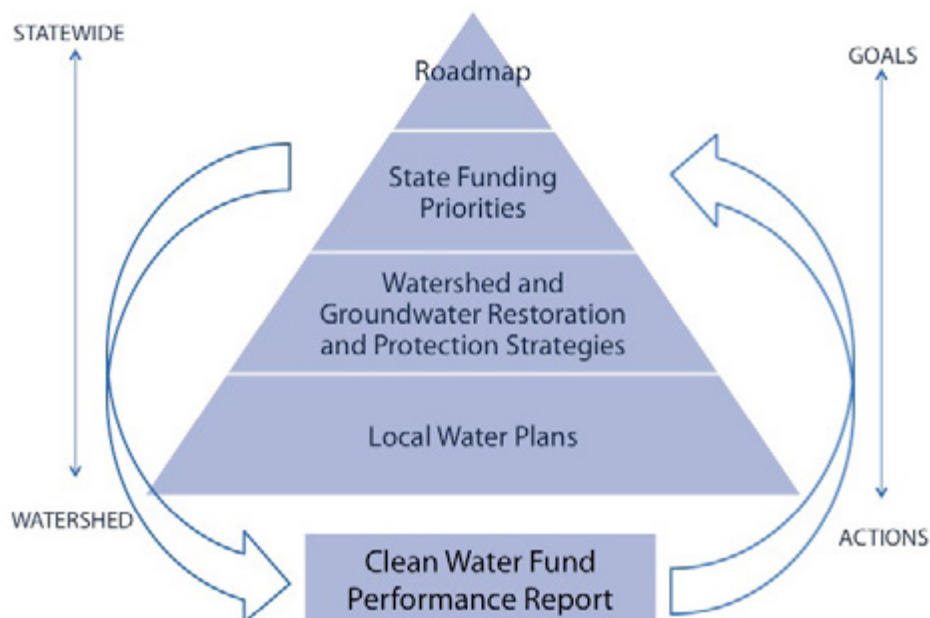 STATEWIDE
GOALS
Roadmap
State Funding
Priorities
Watershed and
Groundwater Restoration
and Protection Strategies
Local Water Plans
WATERSHED
ACTIONS
Clean Water Fund
Performance Report